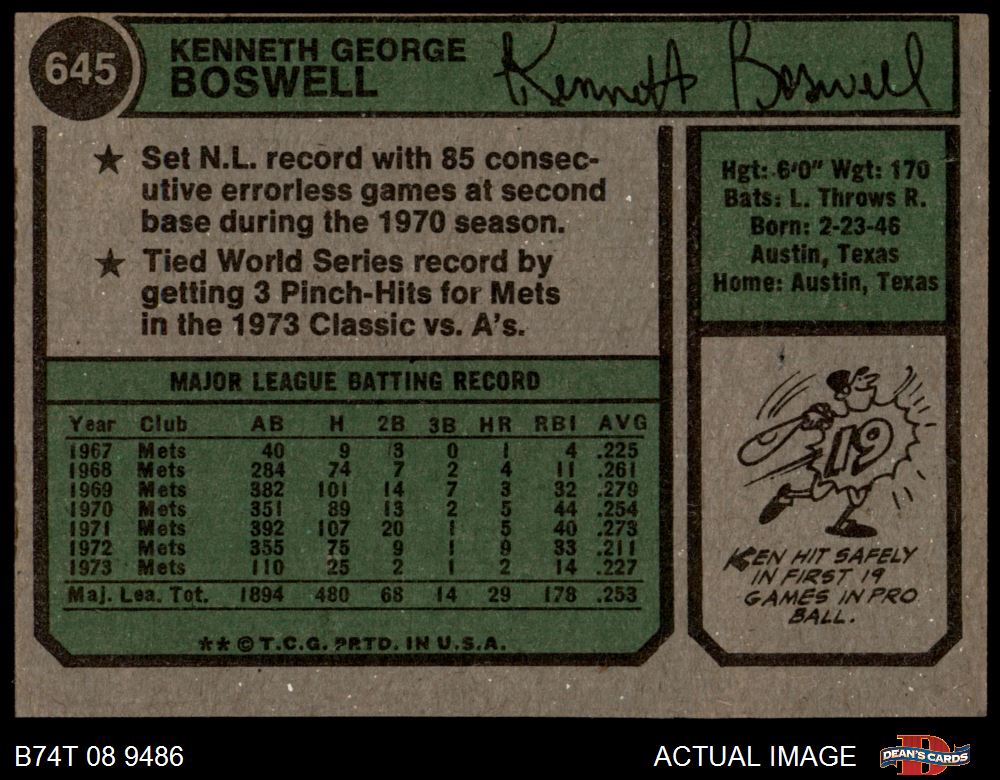 645
KENNETH GEORGE
BOSWELL
Kenneth Boswell
★ Set N.L. record with 85 consec-
utive errorless games at second
base during the 1970 season.
★ Tied World Series record by
getting 3 Pinch-Hits for Mets
in the 1973 Classic vs. A's.
Hgt: 6'0" Wgt: 170
Bats: L. Throws R.
Born: 2-23-46
Austin, Texas
Home: Austin, Texas
MAJOR LEAGUE BATTING RECORD
Year Club AB H 2B 3B HR RBI AVG
1967 Mets 40 9 3 0 1 4 .225
1968 Mets 284 74 7 2 4 11 .261
1969 Mets 382 101 14 7 3 32 .279
1970 Mets 351 89 13 2 5 44 .254
1971 Mets 392 107 20 1 5 40 .273
1972 Mets 355 75 9 1 9 33 .211
1973 Mets 110 25 2 1 2 14 .227
Maj. Lea. Tot. 1894 480 68 14 29 178 .253
** © T.C.G. PRTD. IN U.S.A.
19
KEN HIT SAFELY
IN FIRST 19
GAMES IN PRO
BALL.
B74T 08 9486
ACTUAL IMAGE
DEAN'S CARDS